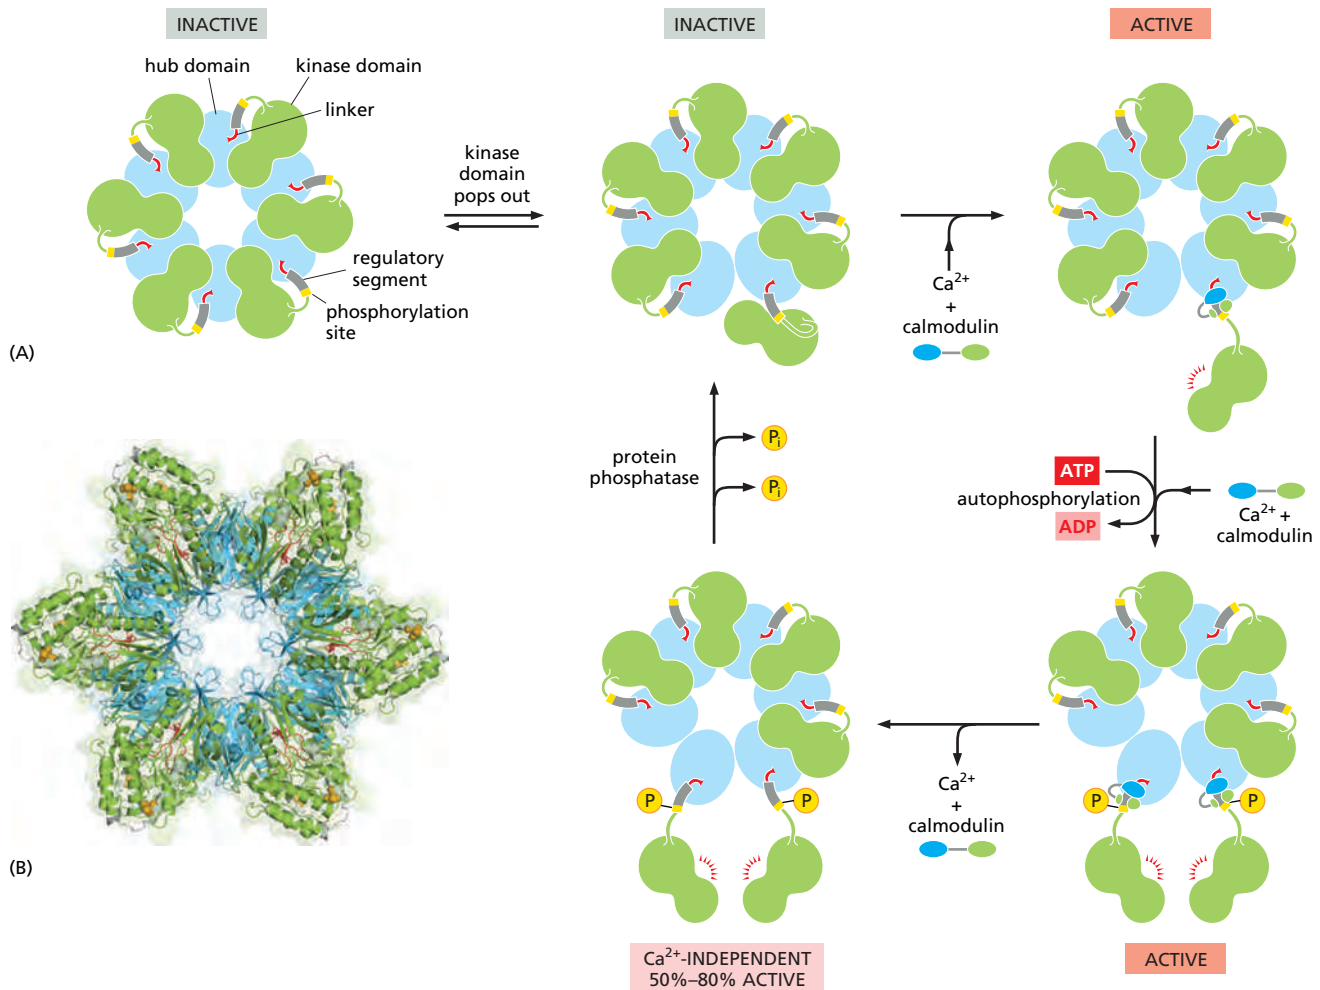 INACTIVE
INACTIVE
ACTIVE
hub domain
kinase domain
linker
kinase
domain
pops out
regulatory
segment
phosphorylation
site
Ca²⁺
+
calmodulin
(A)
protein
phosphatase
Pᵢ
Pᵢ
ATP
autophosphorylation
ADP
Ca²⁺ +
calmodulin
P
P
Ca²⁺
+
calmodulin
P
P
(B)
Ca²⁺-INDEPENDENT
50%–80% ACTIVE
ACTIVE